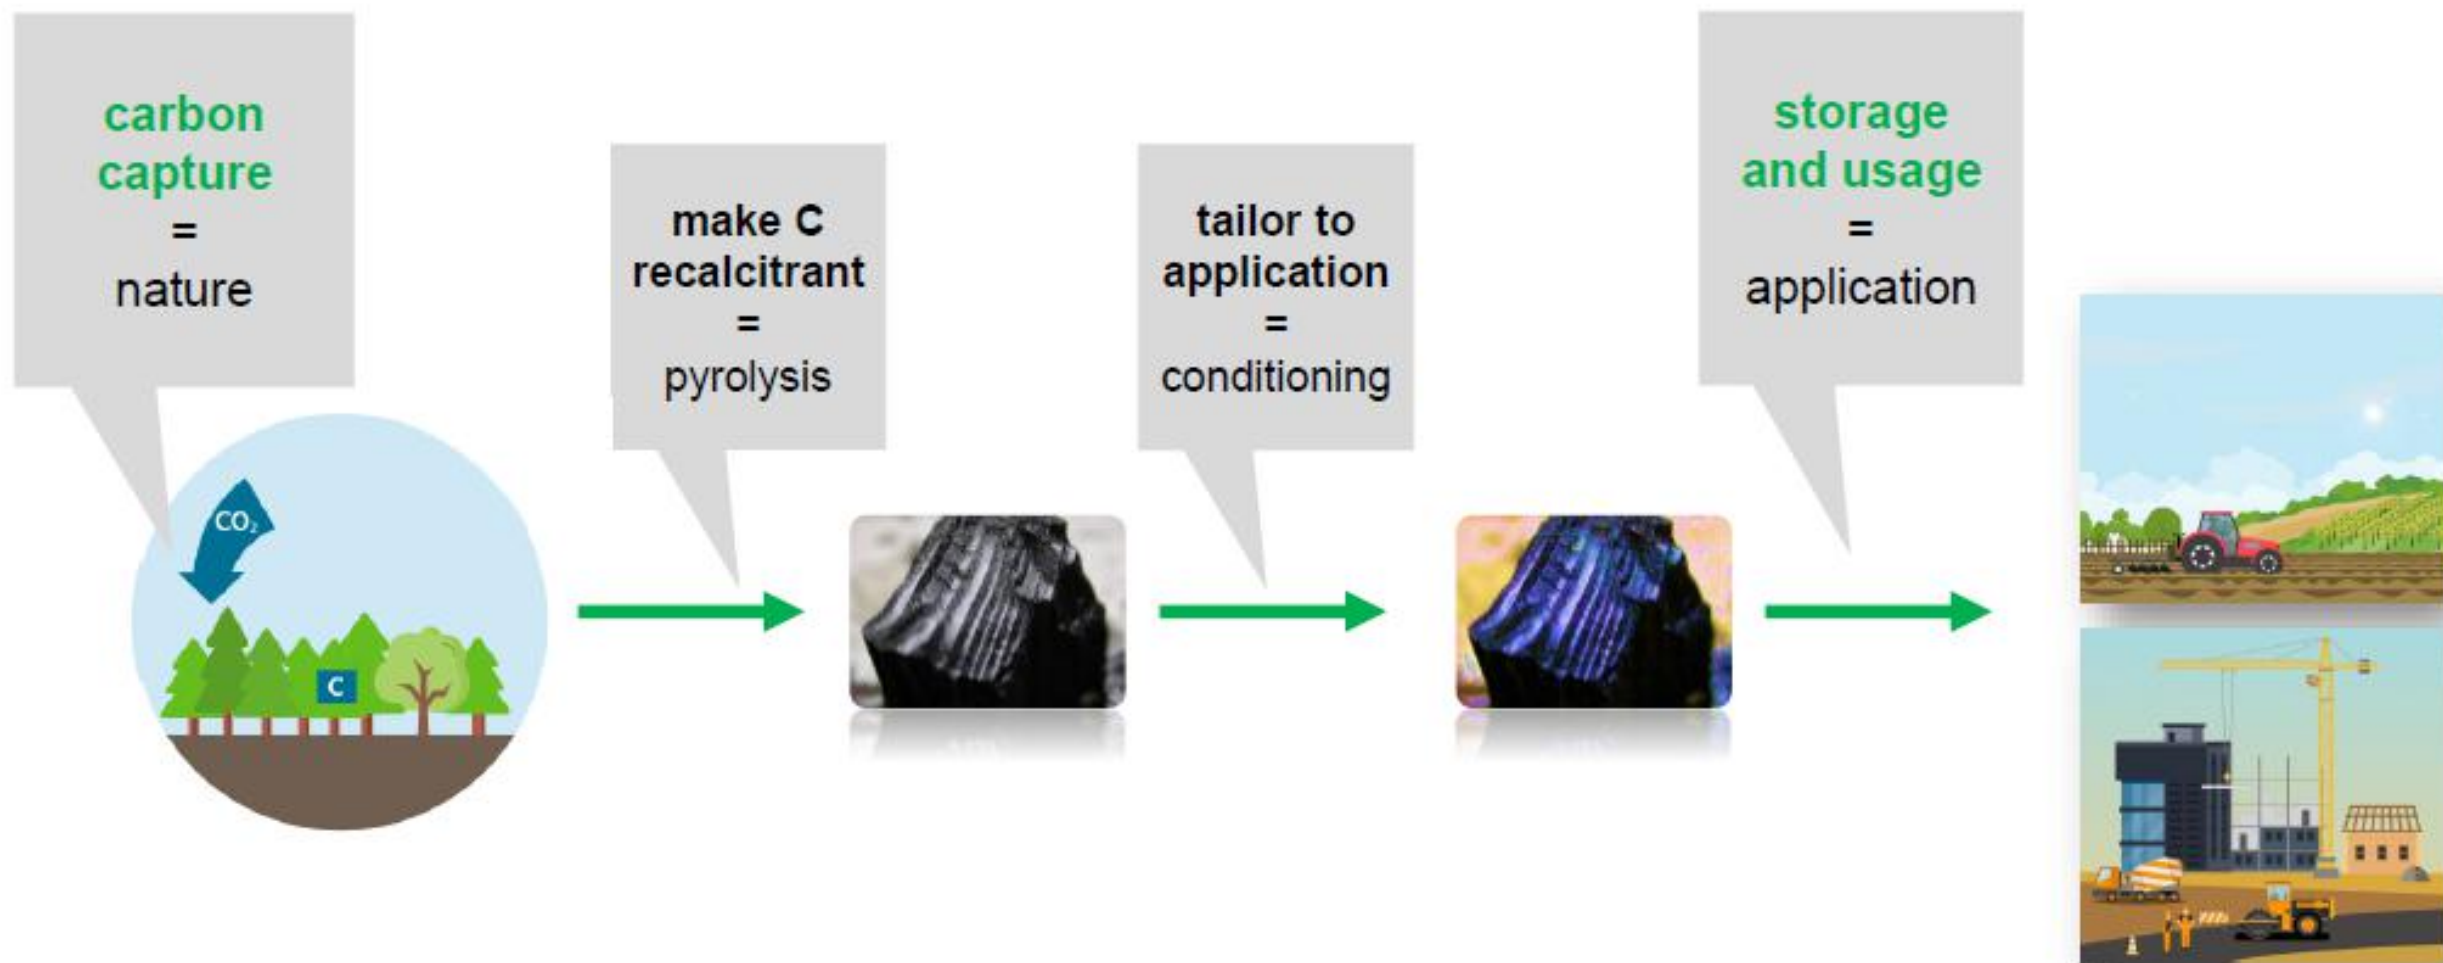 carbon
capture
=
nature
make C
recalcitrant
=
pyrolysis
tailor to
application
=
conditioning
storage
and usage
=
application
CO₂
C